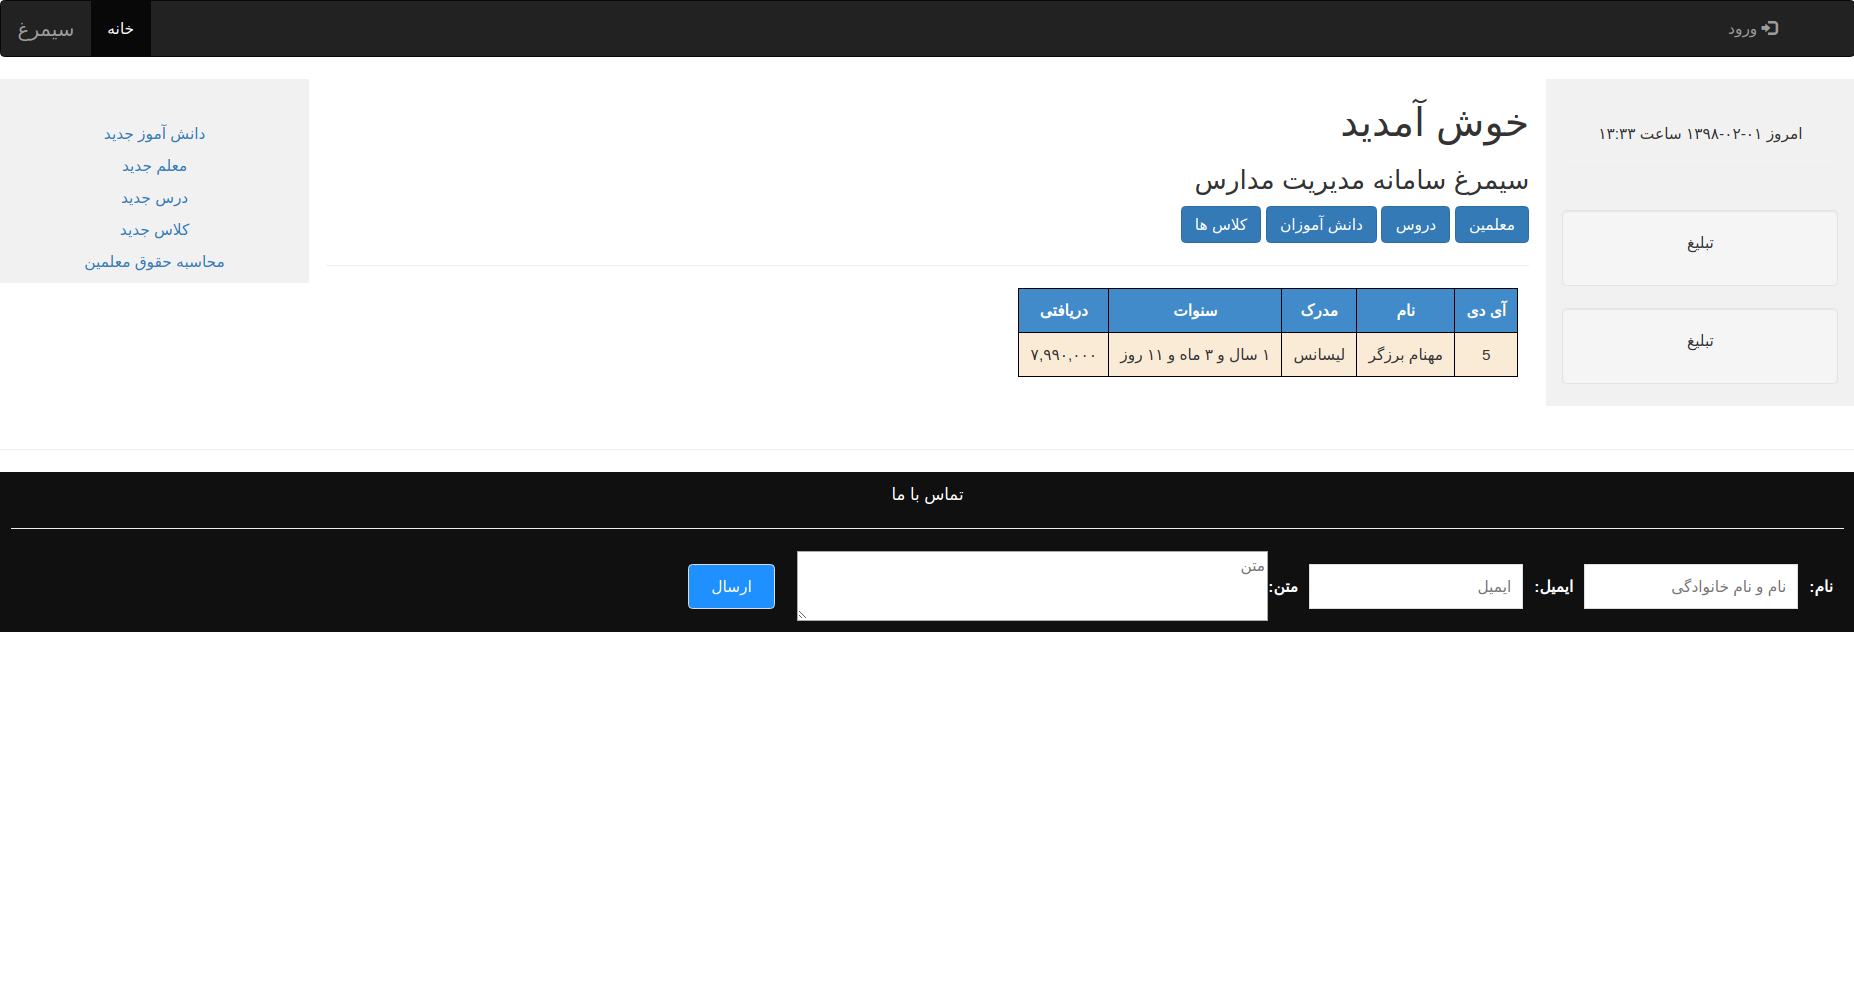 سیمرغ خانه ورود
امروز ۰۱-۰۲-۱۳۹۸ ساعت ۱۳:۳۳
تبلیغ
تبلیغ
خوش آمدید
سیمرغ سامانه مدیریت مدارس
معلمین دروس دانش آموزان کلاس ها
آی دی نام مدرک سنوات دریافتی
5 مهنام برزگر لیسانس ۱ سال و ۳ ماه و ۱۱ روز ۷,۹۹۰,۰۰۰
دانش آموز جدید
معلم جدید
درس جدید
کلاس جدید
محاسبه حقوق معلمین
تماس با ما
نام: نام و نام خانوادگی ایمیل: ایمیل متن: متن ارسال